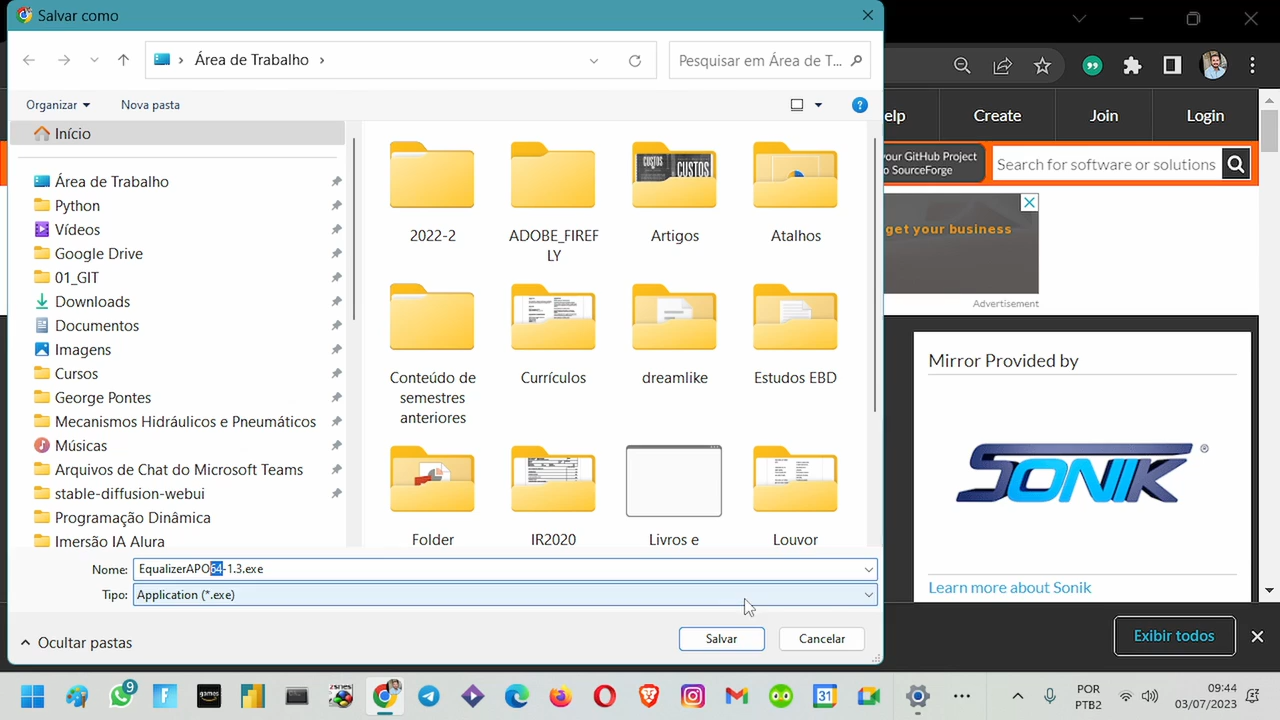 Salvar como
Área de Trabalho
Pesquisar em Área de T...
Organizar
Nova pasta
Início
Área de Trabalho
Python
Vídeos
Google Drive
01_GIT
Downloads
Documentos
Imagens
Cursos
George Pontes
Mecanismos Hidráulicos e Pneumáticos
Músicas
Arquivos de Chat do Microsoft Teams
stable-diffusion-webui
Programação Dinâmica
Imersão IA Alura
2022-2
ADOBE_FIREF
LY
Artigos
Atalhos
CUSTOS
CUSTOS
Conteúdo de
semestres
anteriores
Currículos
dreamlike
Estudos EBD
Folder
IR2020
Livros e
Louvor
Nome: EqualizerAPO64-1.3.exe
Tipo: Application (*.exe)
Ocultar pastas
Salvar
Cancelar
elp
Create
Join
Login
your GitHub Project
o SourceForge
Search for software or solutions
get your business
Advertisement
Mirror Provided by
SONIK ®
Learn more about Sonik
Exibir todos
9
games
31
POR
PTB2
09:44
03/07/2023